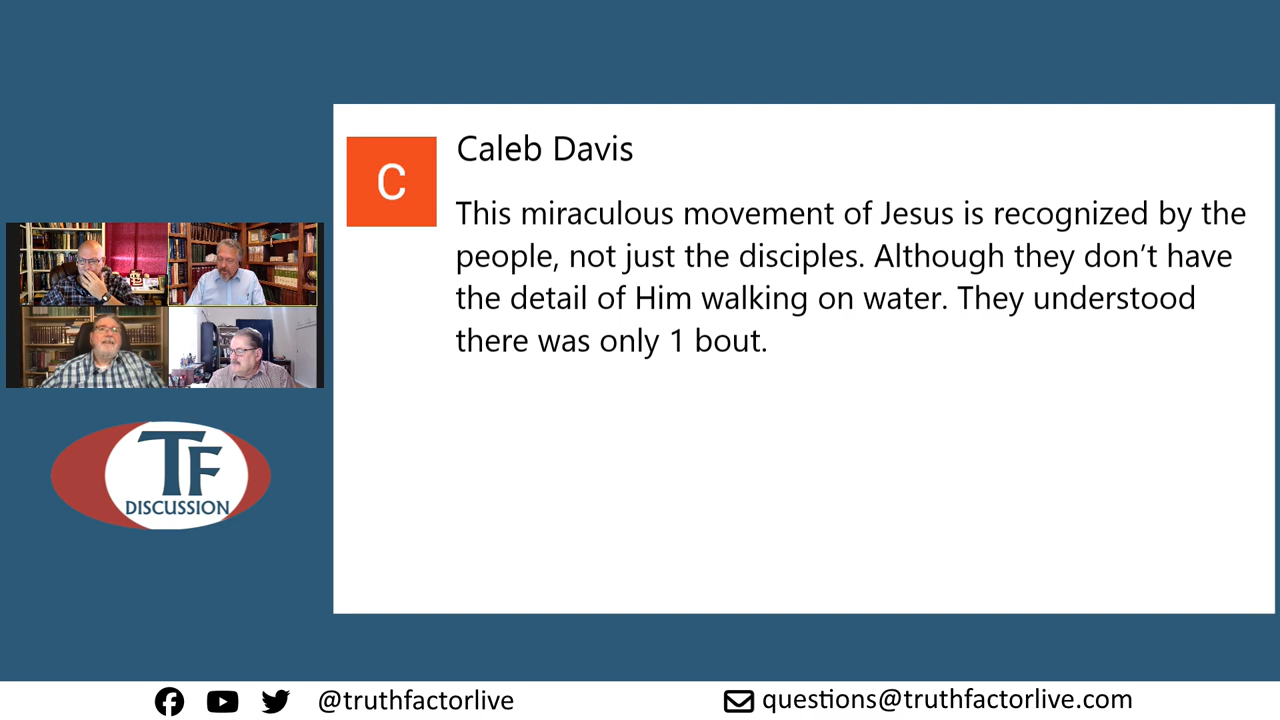 C
Caleb Davis
This miraculous movement of Jesus is recognized by the
people, not just the disciples. Although they don’t have
the detail of Him walking on water. They understood
there was only 1 bout.
TF
DISCUSSION
@truthfactorlive
questions@truthfactorlive.com